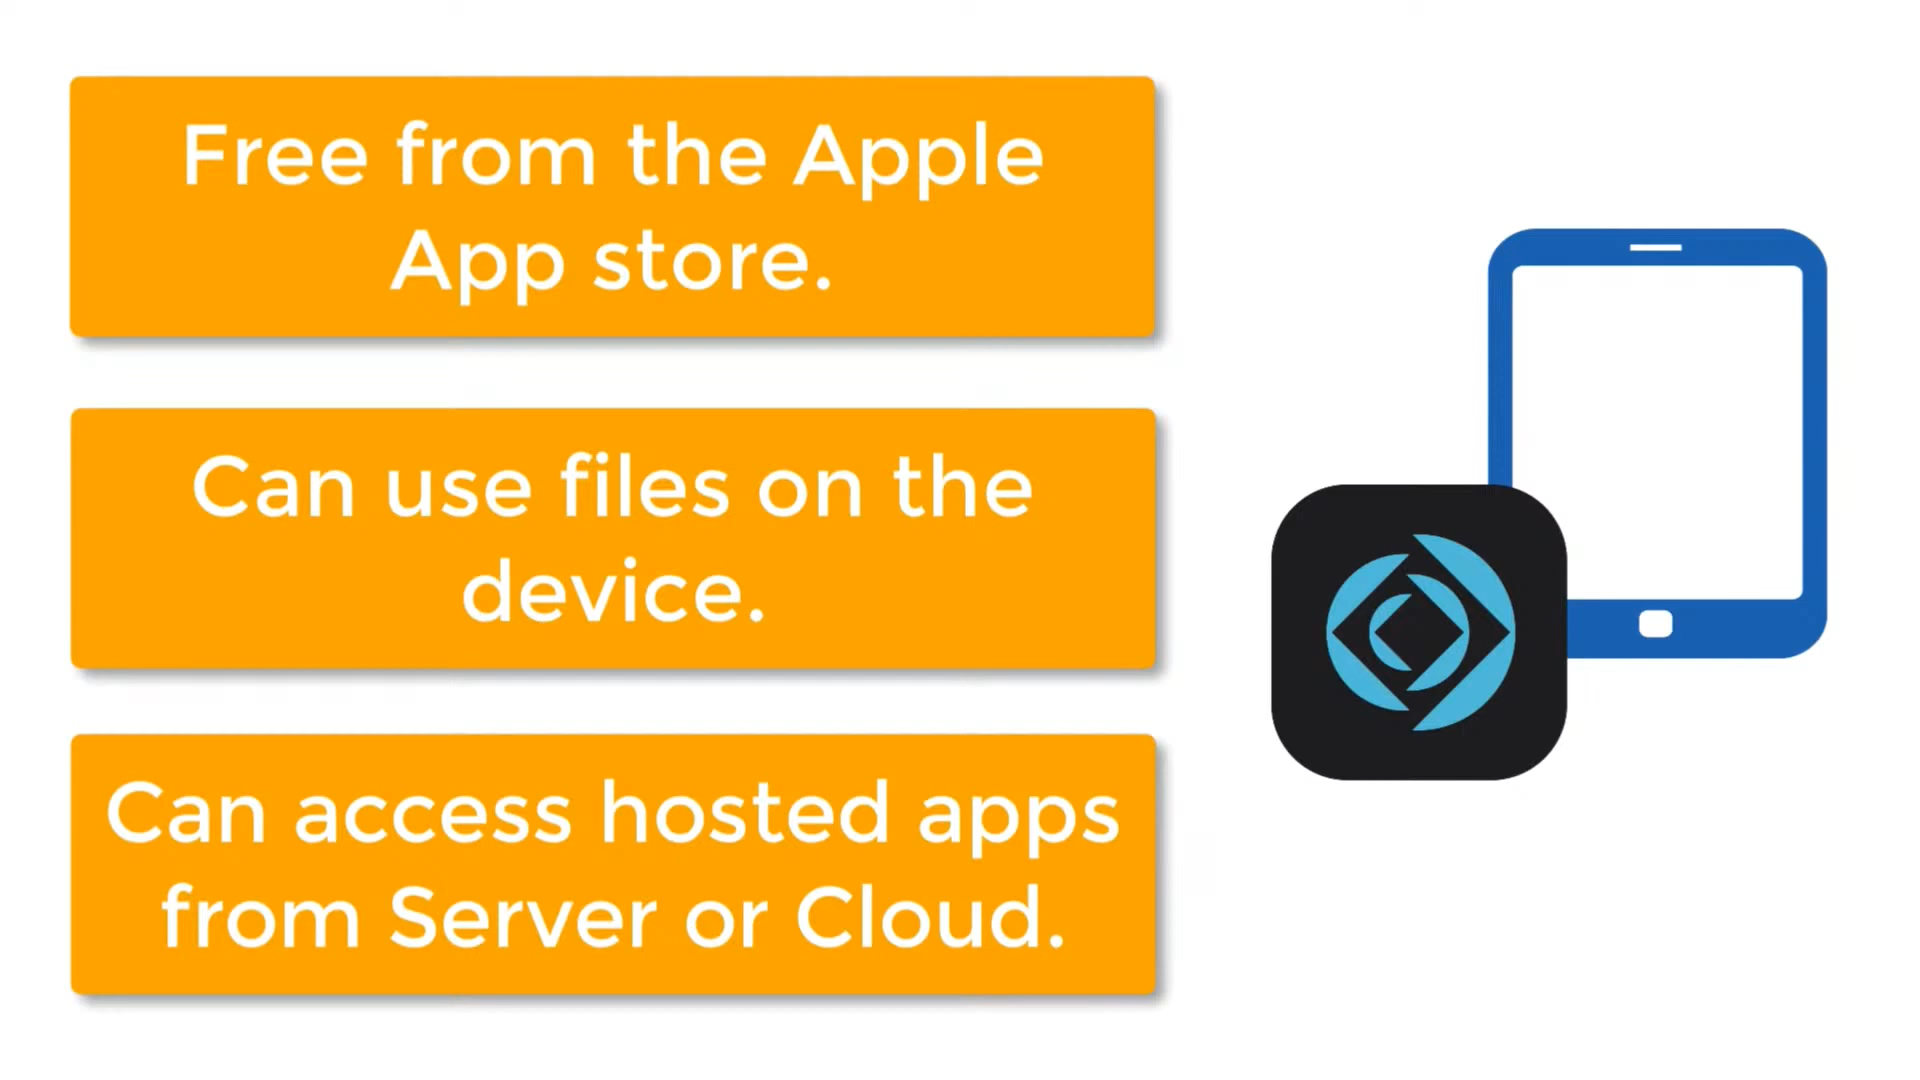 Free from the Apple
App store.
Can use files on the
device.
Can access hosted apps
from Server or Cloud.